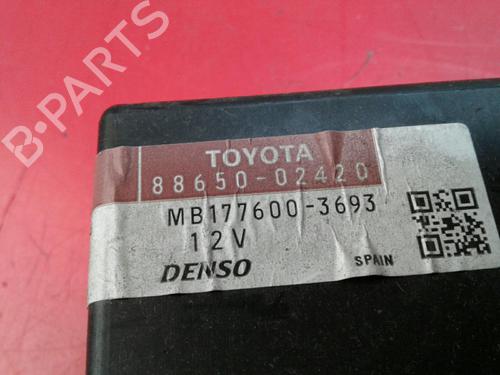 B-PARTS
TOYOTA
88650-02420
MB177600-3693
12V
DENSO
SPAIN